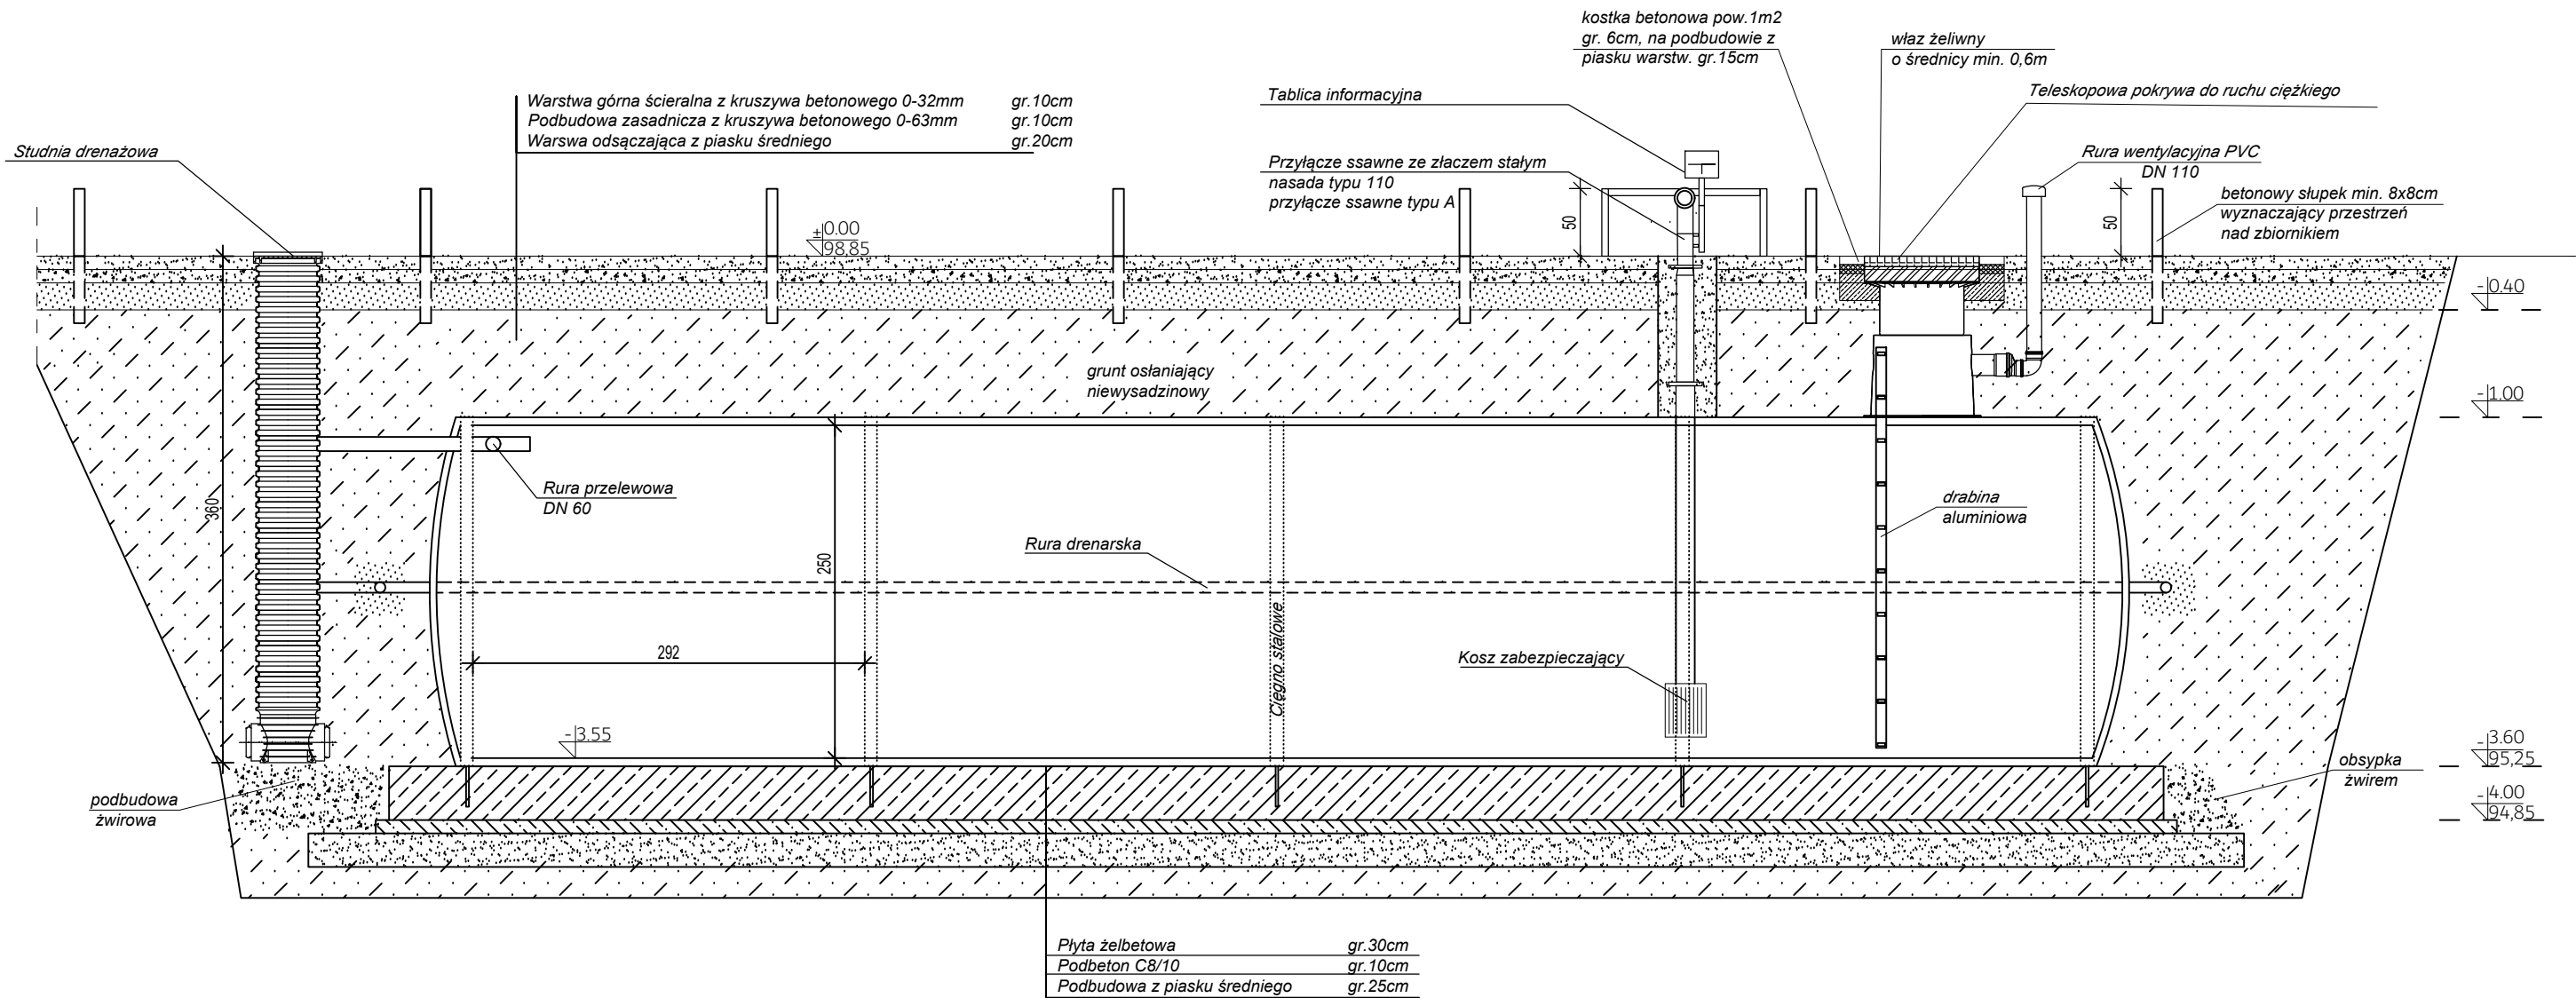 kostka betonowa pow.1m2
gr. 6cm, na podbudowie z
piasku warstw. gr.15cm
właz żeliwny
o średnicy min. 0,6m
Teleskopowa pokrywa do ruchu ciężkiego
Tablica informacyjna
Warstwa górna ścieralna z kruszywa betonowego 0-32mm gr.10cm
Podbudowa zasadnicza z kruszywa betonowego 0-63mm gr.10cm
Warswa odsączająca z piasku średniego gr.20cm
Studnia drenażowa
Przyłącze ssawne ze złaczem stałym
nasada typu 110
przyłącze ssawne typu A
Rura wentylacyjna PVC
DN 110
betonowy słupek min. 8x8cm
wyznaczający przestrzeń
nad zbiornikiem
50
50
±0.00
98.85
-0.40
grunt osłaniający
niewysadzinowy
-1.00
Rura przelewowa
DN 60
360
250
drabina
aluminiowa
Rura drenarska
292
Cięgno stalowe
Kosz zabezpieczający
-3.55
-3.60
95,25
obsypka
żwirem
-4.00
94,85
podbudowa
żwirowa
Płyta żelbetowa gr.30cm
Podbeton C8/10 gr.10cm
Podbudowa z piasku średniego gr.25cm